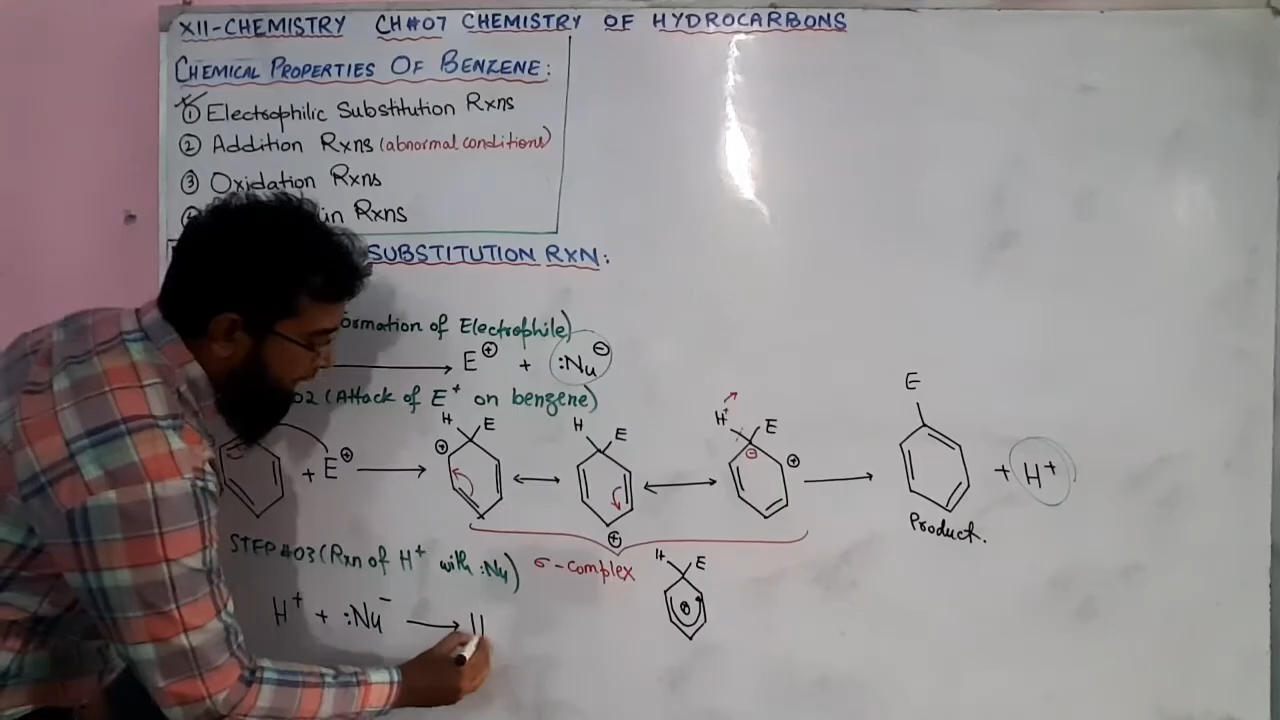 XII-CHEMISTRY CH#07 CHEMISTRY OF HYDROCARBONS
CHEMICAL PROPERTIES OF BENZENE:
① Electrophilic Substitution Rxns
② Addition Rxns (abnormal conditions)
③ Oxidation Rxns
in Rxns
SUBSTITUTION RXN:
ormation of Electrophile)
E⊕ + :Nu⊖
02 (Attack of E+ on benzene)
+ E⊕ H E ⊕ H E ⊕ H+ E ⊖ ⊕ E + H+
Product.
STEP#03 (Rxn of H+ with :Nu) σ-complex H E ⊕
H+ + :Nu-